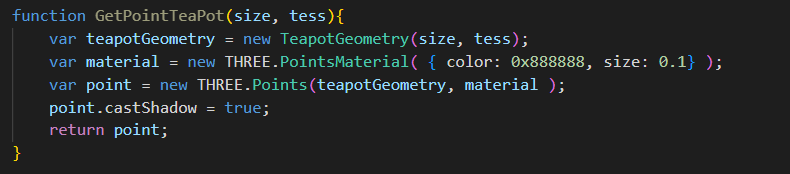 function GetPointTeaPot(size, tess){
    var teapotGeometry = new TeapotGeometry(size, tess);
    var material = new THREE.PointsMaterial( { color: 0x888888, size: 0.1} );
    var point = new THREE.Points(teapotGeometry, material );
    point.castShadow = true;
    return point;
}